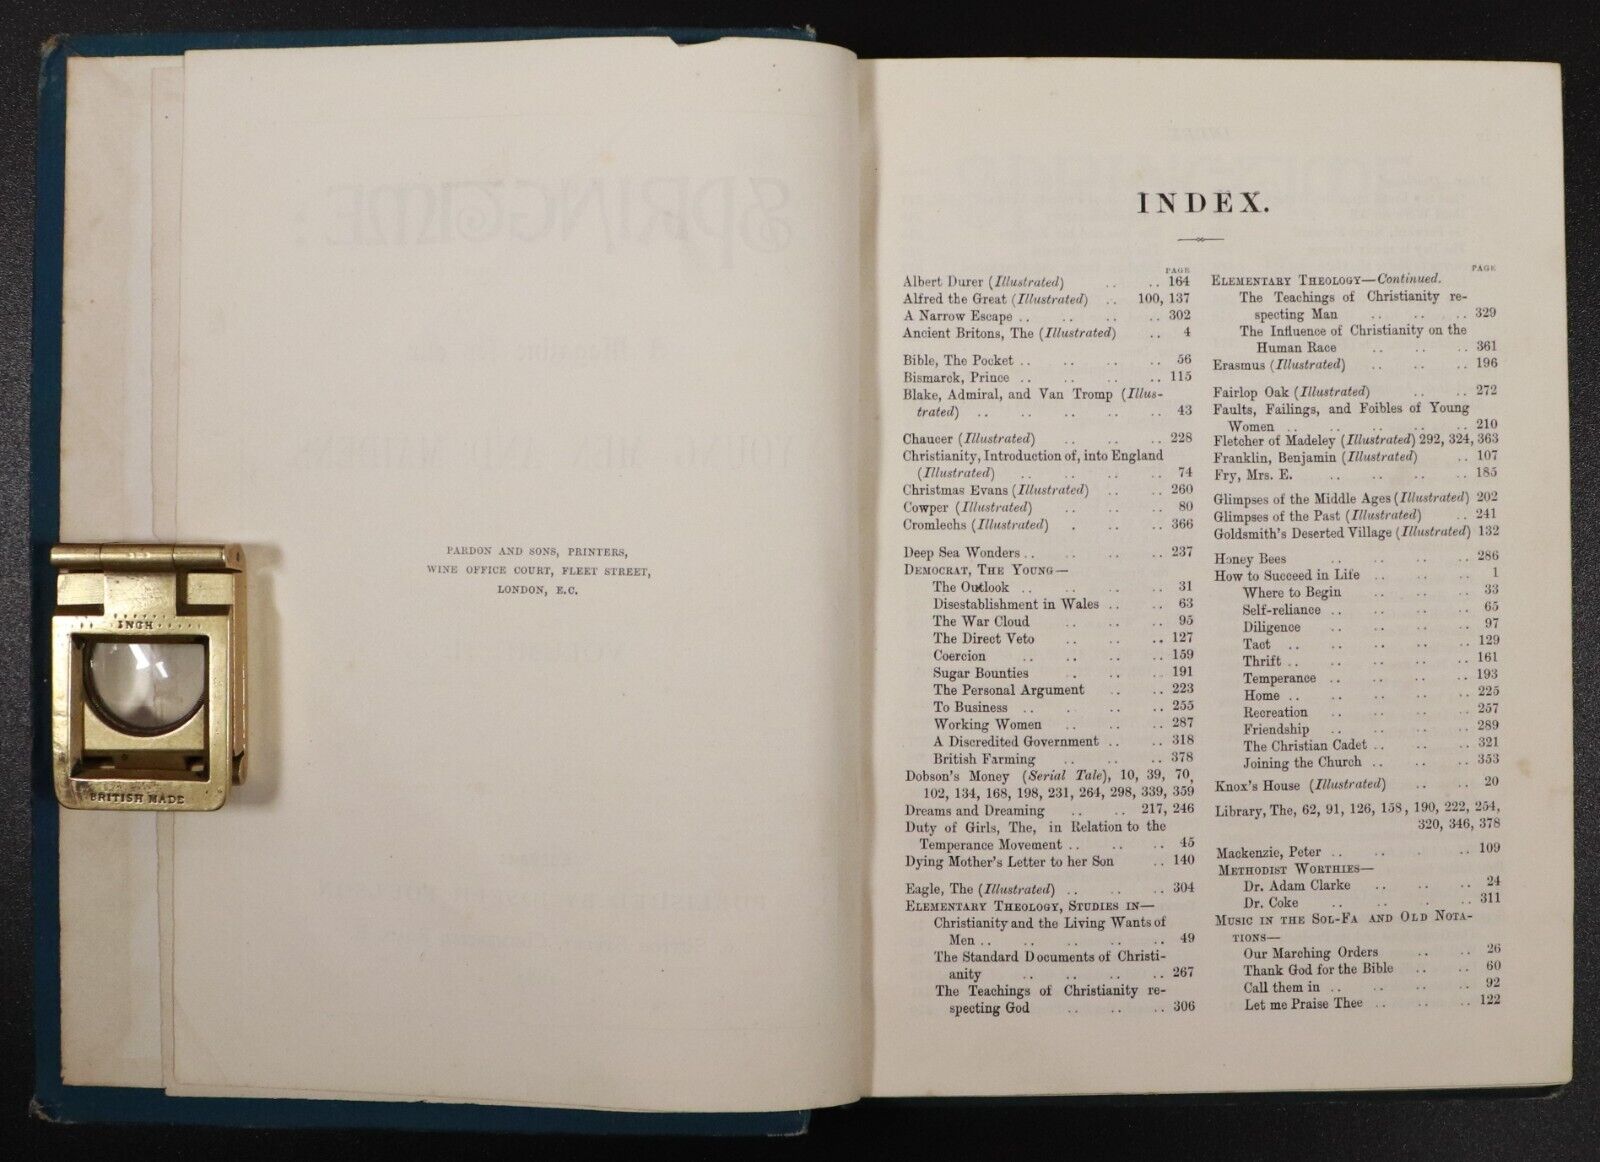 PARDON AND SONS, PRINTERS,
WINE OFFICE COURT, FLEET STREET,
LONDON, E.C.
INCH
BRITISH MADE
INDEX.
PAGE
Albert Durer (Illustrated) .. .. 164
Alfred the Great (Illustrated) .. 100, 137
A Narrow Escape .. .. .. .. 302
Ancient Britons, The (Illustrated) .. 4
Bible, The Pocket .. .. .. .. 56
Bismarck, Prince .. .. .. .. 115
Blake, Admiral, and Van Tromp (Illus-
trated) .. .. .. .. .. 43
Chaucer (Illustrated) .. .. .. 228
Christianity, Introduction of, into England
(Illustrated) .. .. .. .. 74
Christmas Evans (Illustrated) .. .. 260
Cowper (Illustrated) .. .. .. 80
Cromlechs (Illustrated) . .. .. 366
Deep Sea Wonders .. .. .. .. 237
DEMOCRAT, THE YOUNG—
The Outlook .. .. .. .. 31
Disestablishment in Wales .. .. 63
The War Cloud .. .. .. 95
The Direct Veto .. .. .. 127
Coercion .. .. .. .. 159
Sugar Bounties .. .. .. 191
The Personal Argument .. .. 223
To Business .. .. .. .. 255
Working Women .. .. .. 287
A Discredited Government .. .. 318
British Farming .. .. .. 378
Dobson's Money (Serial Tale), 10, 39, 70,
102, 134, 168, 198, 231, 264, 298, 339, 359
Dreams and Dreaming .. .. 217, 246
Duty of Girls, The, in Relation to the
Temperance Movement .. .. .. 45
Dying Mother's Letter to her Son .. 140
Eagle, The (Illustrated) .. .. .. 304
ELEMENTARY THEOLOGY, STUDIES IN—
Christianity and the Living Wants of
Men .. .. .. .. .. 49
The Standard Documents of Christi-
anity .. .. .. .. 267
The Teachings of Christianity re-
specting God .. .. .. 306
PAGE
ELEMENTARY THEOLOGY—Continued.
The Teachings of Christianity re-
specting Man .. .. .. 329
The Influence of Christianity on the
Human Race .. .. .. 361
Erasmus (Illustrated) .. .. .. 196
Fairlop Oak (Illustrated) .. .. 272
Faults, Failings, and Foibles of Young
Women .. .. .. .. .. 210
Fletcher of Madeley (Illustrated) 292, 324, 363
Franklin, Benjamin (Illustrated) .. 107
Fry, Mrs. E. .. .. .. .. 185
Glimpses of the Middle Ages (Illustrated) 202
Glimpses of the Past (Illustrated) .. 241
Goldsmith's Deserted Village (Illustrated) 132
Honey Bees .. .. .. .. 286
How to Succeed in Life .. .. .. 1
Where to Begin .. .. .. 33
Self-reliance .. .. .. .. 65
Diligence .. .. .. .. 97
Tact .. .. .. .. .. 129
Thrift .. .. .. .. .. 161
Temperance .. .. .. .. 193
Home .. .. .. .. .. 225
Recreation .. .. .. .. 257
Friendship .. .. .. .. 289
The Christian Cadet .. .. .. 321
Joining the Church .. .. .. 353
Knox's House (Illustrated) .. .. 20
Library, The, 62, 91, 126, 158, 190, 222, 254,
320, 346, 378
Mackenzie, Peter .. .. . .. 109
METHODIST WORTHIES—
Dr. Adam Clarke .. .. .. 24
Dr. Coke .. .. .. .. 311
MUSIC IN THE SOL-FA AND OLD NOTA-
TIONS—
Our Marching Orders .. .. 26
Thank God for the Bible .. .. 60
Call them in .. .. .. .. 92
Let me Praise Thee .. .. .. 122